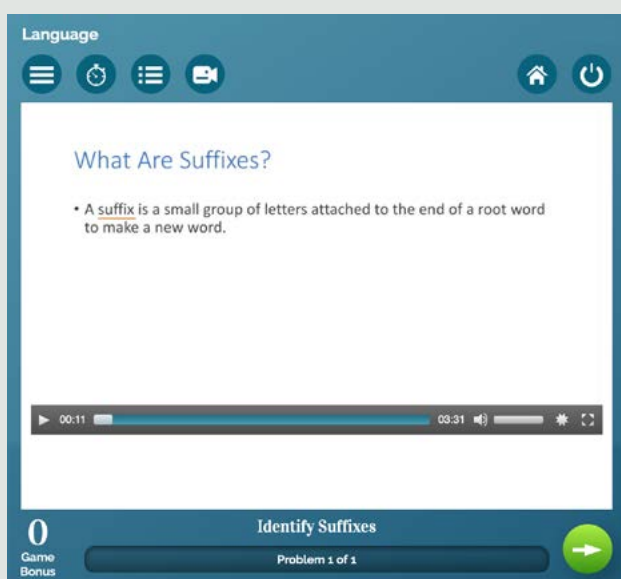 Language
What Are Suffixes?
• A suffix is a small group of letters attached to the end of a root word
to make a new word.
00:11
03:31
0
Game
Bonus
Identify Suffixes
Problem 1 of 1